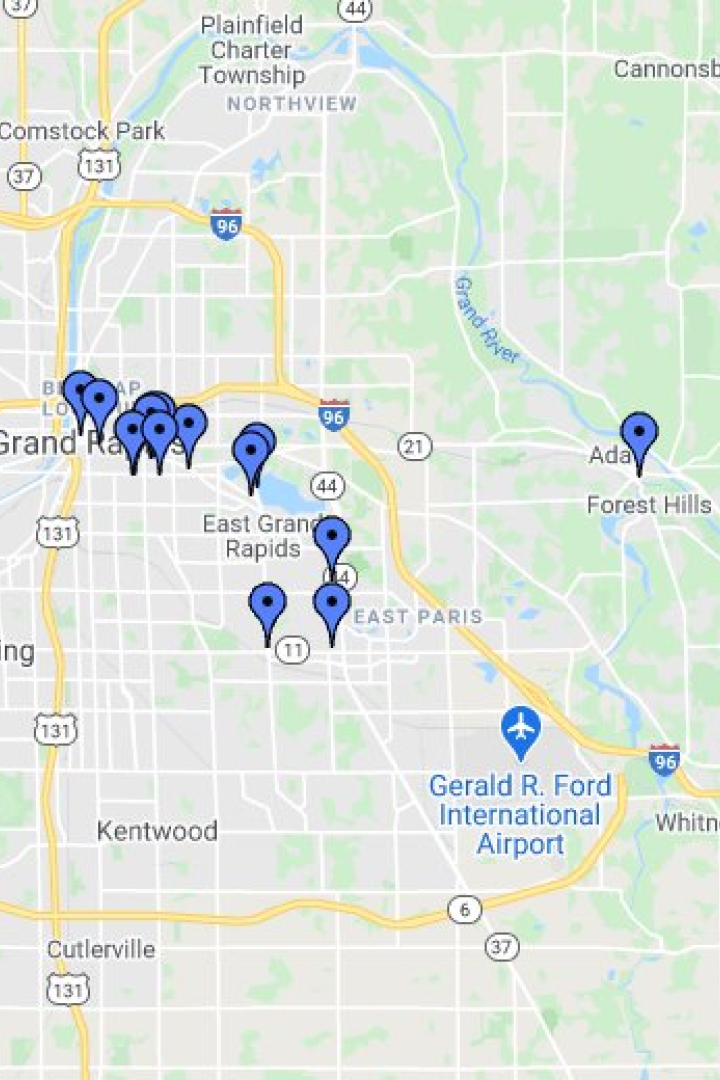 37
44
Plainfield
Charter
Township
Cannonsb
NORTHVIEW
Comstock Park
131
37
96
Grand River
96
21
Grand Ra
s
Ada
44
Forest Hills
East Grand
Rapids
131
44
EAST PARIS
ing
11
131
96
Gerald R. Ford
International
Airport
Kentwood
Whitne
6
37
Cutlerville
131